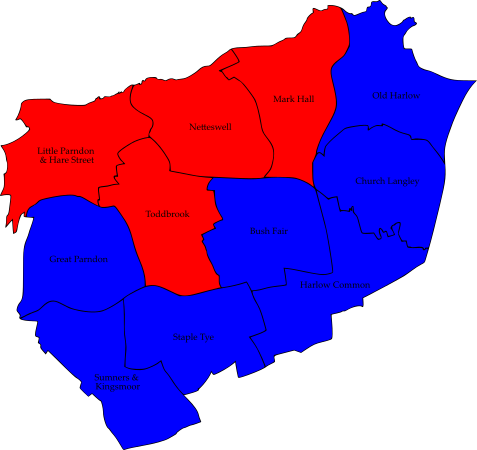 Old Harlow
Mark Hall
Netteswell
Little Parndon
& Hare Street
Church Langley
Toddbrook
Bush Fair
Great Parndon
Harlow Common
Staple Tye
Sumners &
Kingsmoor